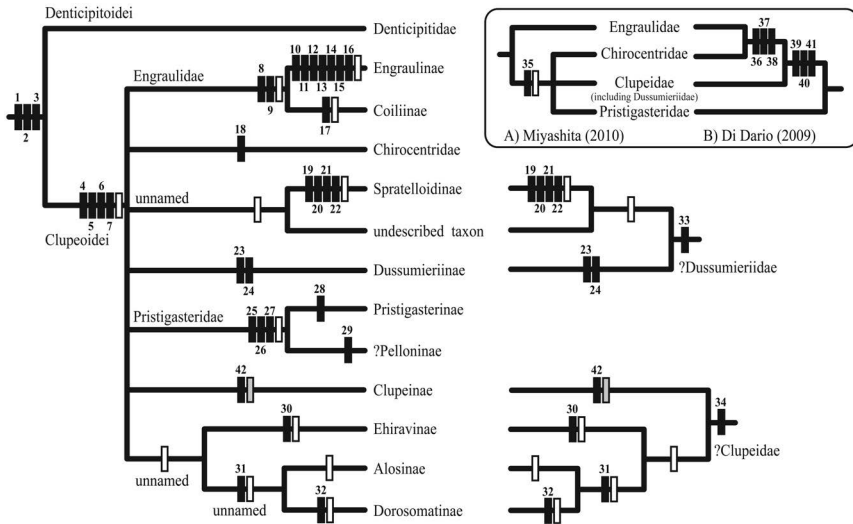 Denticipitoidei
Denticipitidae
1 3
2
Engraulidae
8
9
10 12 14 16
11 13 15
Engraulinae
17
Coiliinae
18
Chirocentridae
4 6
5 7
Clupeoidei
unnamed
19 21
20 22
Spratelloidinae
undescribed taxon
23
24
Dussumieriinae
Pristigasteridae
25 27
26
28
Pristigasterinae
29
?Pelloninae
42
Clupeinae
unnamed
30
Ehiravinae
31
unnamed
Alosinae
32
Dorosomatinae
35
Engraulidae
Chirocentridae
Clupeidae
(including Dussumieriidae)
Pristigasteridae
37
36 38
39 41
40
A) Miyashita (2010)
B) Di Dario (2009)
19 21
20 22
33
?Dussumieriidae
23
24
42
34
?Clupeidae
30
31
32